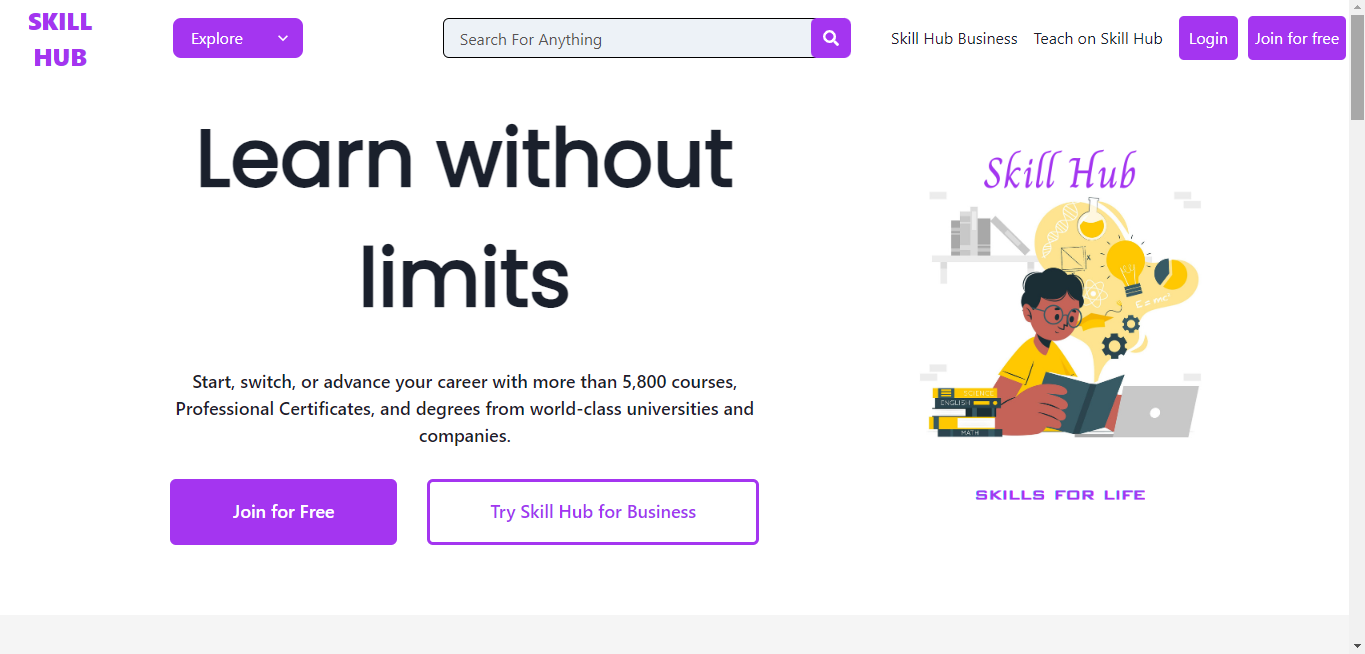 SKILL
HUB
Explore
Search For Anything
Skill Hub Business
Teach on Skill Hub
Login
Join for free
Learn without
limits
Start, switch, or advance your career with more than 5,800 courses,
Professional Certificates, and degrees from world-class universities and
companies.
Join for Free
Try Skill Hub for Business
Skill Hub
E = mc²
SCIENCE
ENGLISH
MATH
SKILLS FOR LIFE